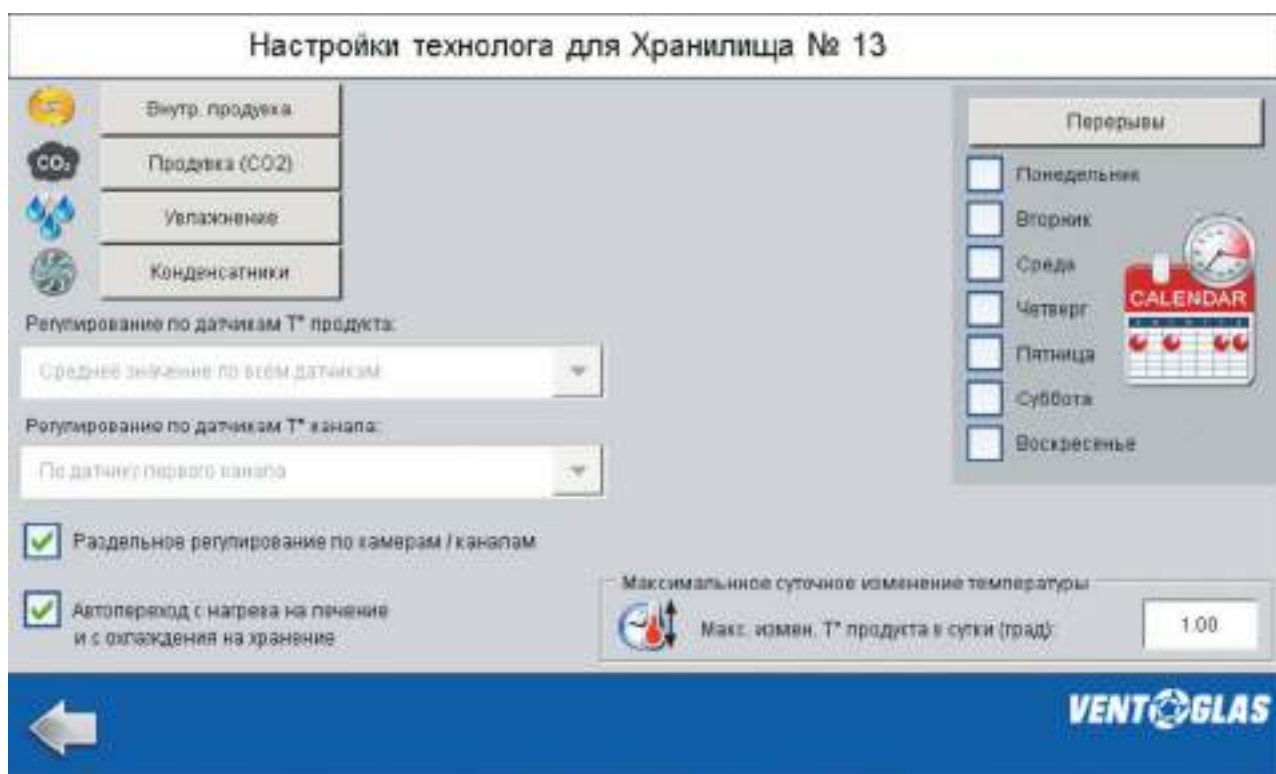 Настройки технолога для Хранилища № 13
Внутр. продувка
CO₂
Продувка (CO2)
Увлажнение
Конденсатники
Регулирование по датчикам Т° продукта:
Среднее значение по всем датчикам
Регулирование по датчикам Т° канала:
По датчику первого канала
Раздельное регулирование по камерам / каналам
Автопереход с нагрева на лечение
и с охлаждения на хранение
Перерывы
Понедельник
Вторник
Среда
Четверг
Пятница
Суббота
Воскресенье
CALENDAR
Максимальнное суточное изменение температуры
Макс. измен. Т° продукта в сутки (град):
1.00
VENTOGLAS